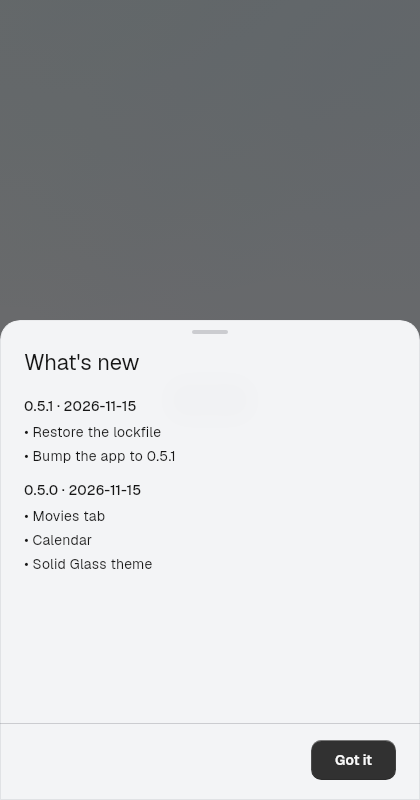 What's new
0.5.1 · 2026-11-15
• Restore the lockfile
• Bump the app to 0.5.1
0.5.0 · 2026-11-15
• Movies tab
• Calendar
• Solid Glass theme
Got it